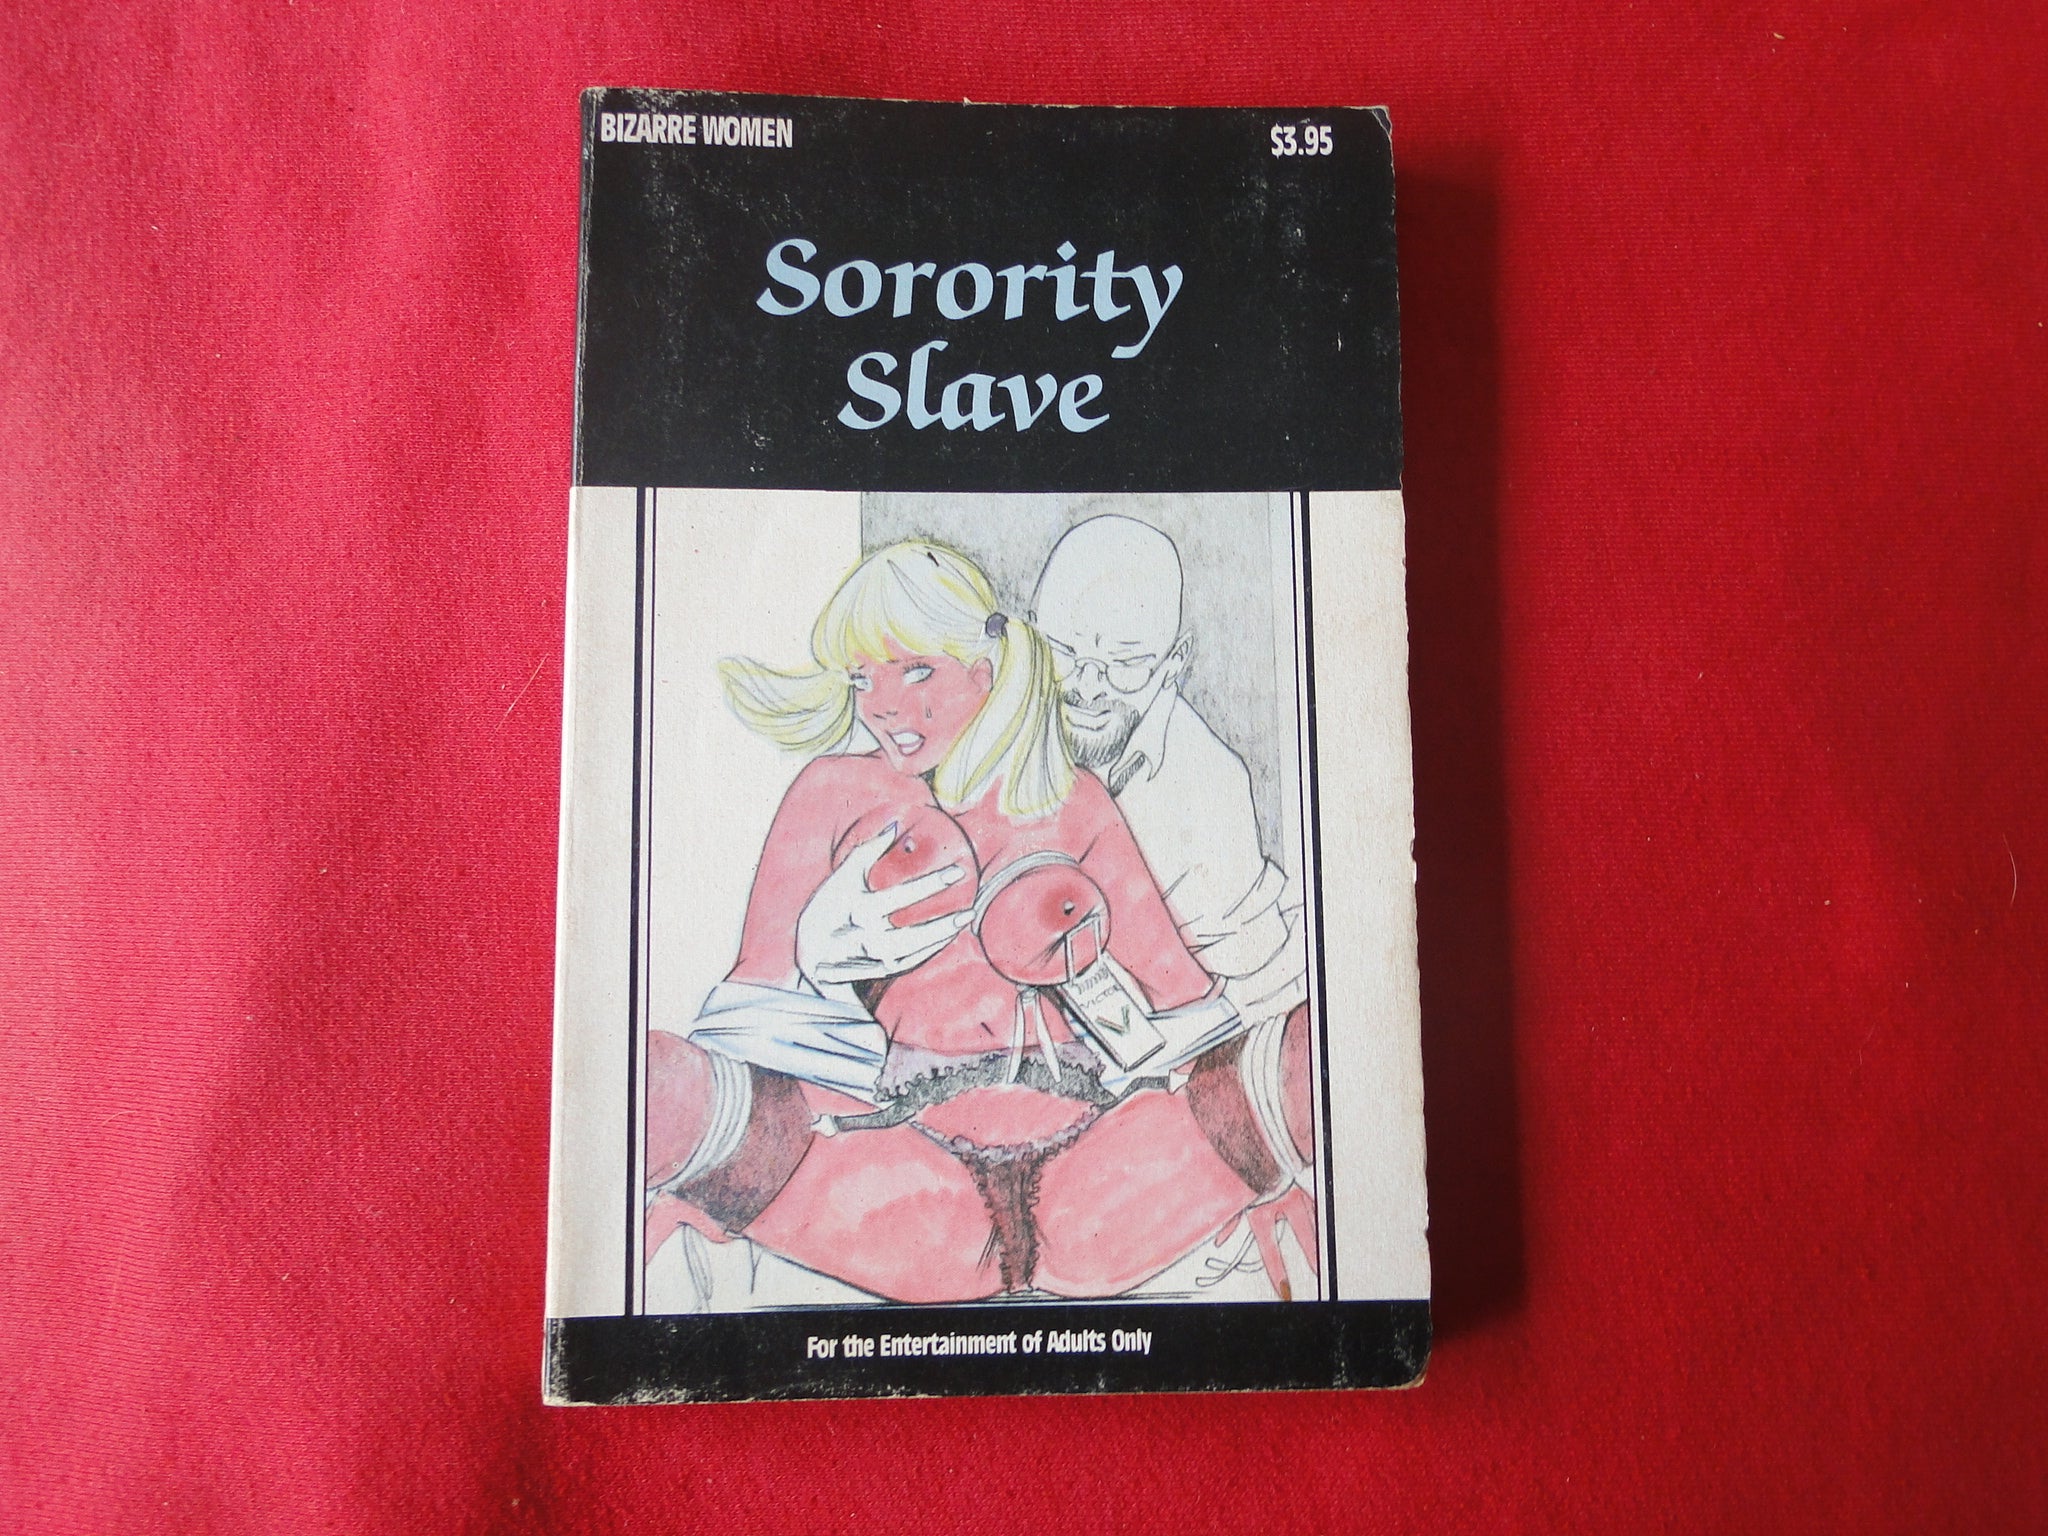 BIZARRE WOMEN
$3.95
Sorority
Slave
For the Entertainment of Adults Only